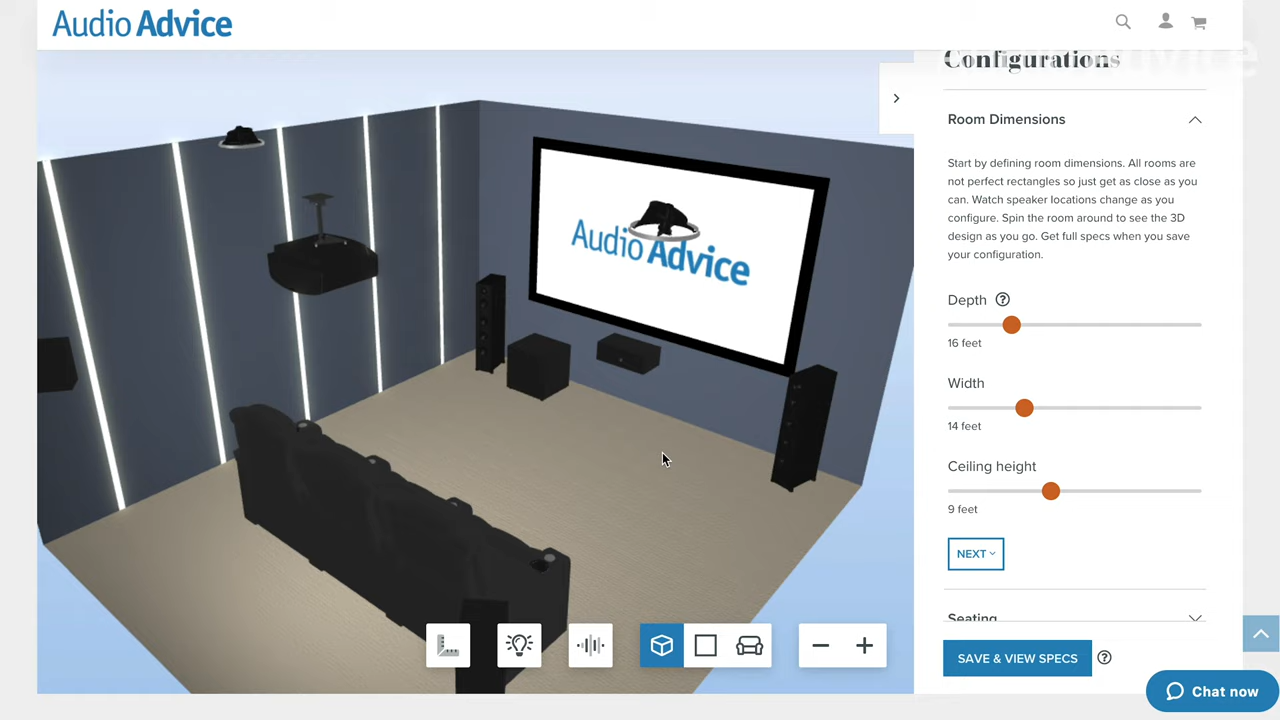 Audio Advice
Configurations
Room Dimensions
Start by defining room dimensions. All rooms are
not perfect rectangles so just get as close as you
can. Watch speaker locations change as you
configure. Spin the room around to see the 3D
design as you go. Get full specs when you save
your configuration.
Depth ?
16 feet
Width
14 feet
Ceiling height
9 feet
NEXT
Seating
SAVE & VIEW SPECS ?
Chat now
Audio Advice